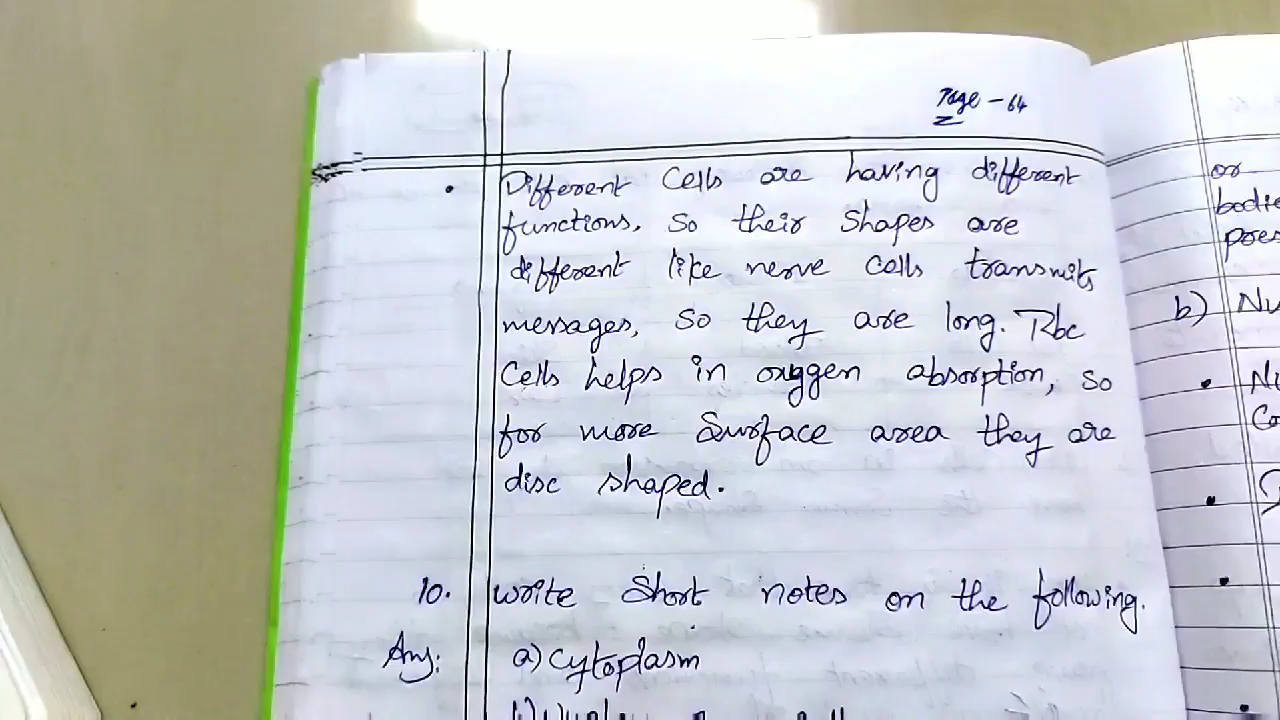 Page - 64
• Different Cells are having different
functions, so their shapes are
different like nerve cells transmits
messages, so they are long. Rbc
Cells helps in oxygen absorption, so
for more Surface area they are
disc shaped.
10. write Short notes on the following.
Ans: a) cytoplasm
or
b)